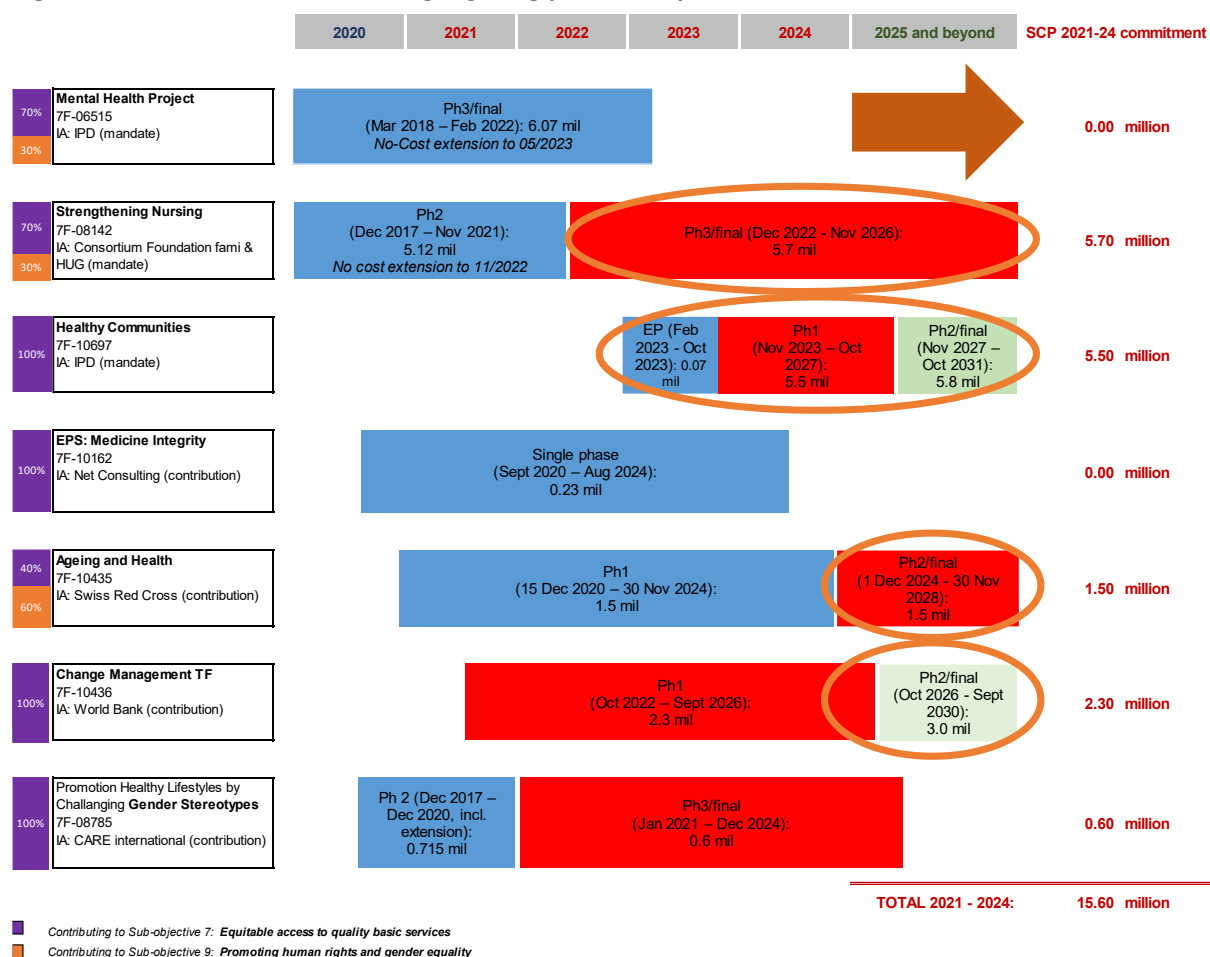 2020 2021 2022 2023 2024 2025 and beyond SCP 2021-24 commitment
70%
30%
Mental Health Project
7F-06515
IA: IPD (mandate)
Ph3/final
(Mar 2018 – Feb 2022): 6.07 mil
No-Cost extension to 05/2023
0.00 million
70%
30%
Strengthening Nursing
7F-08142
IA: Consortium Foundation fami &
HUG (mandate)
Ph2
(Dec 2017 – Nov 2021):
5.12 mil
No cost extension to 11/2022
Ph3/final (Dec 2022 - Nov 2026):
5.7 mil
5.70 million
100%
Healthy Communities
7F-10697
IA: IPD (mandate)
EP (Feb
2023 - Oct
2023): 0.07
mil
Ph1
(Nov 2023 – Oct
2027):
5.5 mil
Ph2/final
(Nov 2027 –
Oct 2031):
5.8 mil
5.50 million
100%
EPS: Medicine Integrity
7F-10162
IA: Net Consulting (contribution)
Single phase
(Sept 2020 – Aug 2024):
0.23 mil
0.00 million
40%
60%
Ageing and Health
7F-10435
IA: Swiss Red Cross (contribution)
Ph1
(15 Dec 2020 – 30 Nov 2024):
1.5 mil
Ph2/final
(1 Dec 2024 - 30 Nov
2028):
1.5 mil
1.50 million
100%
Change Management TF
7F-10436
IA: World Bank (contribution)
Ph1
(Oct 2022 – Sept 2026):
2.3 mil
Ph2/final
(Oct 2026 - Sept
2030):
3.0 mil
2.30 million
100%
Promotion Healthy Lifestyles by
Challanging Gender Stereotypes
7F-08785
IA: CARE international (contribution)
Ph 2 (Dec 2017 –
Dec 2020, incl.
extension):
0.715 mil
Ph3/final
(Jan 2021 – Dec 2024):
0.6 mil
0.60 million
TOTAL 2021 - 2024: 15.60 million
Contributing to Sub-objective 7: Equitable access to quality basic services
Contributing to Sub-objective 9: Promoting human rights and gender equality